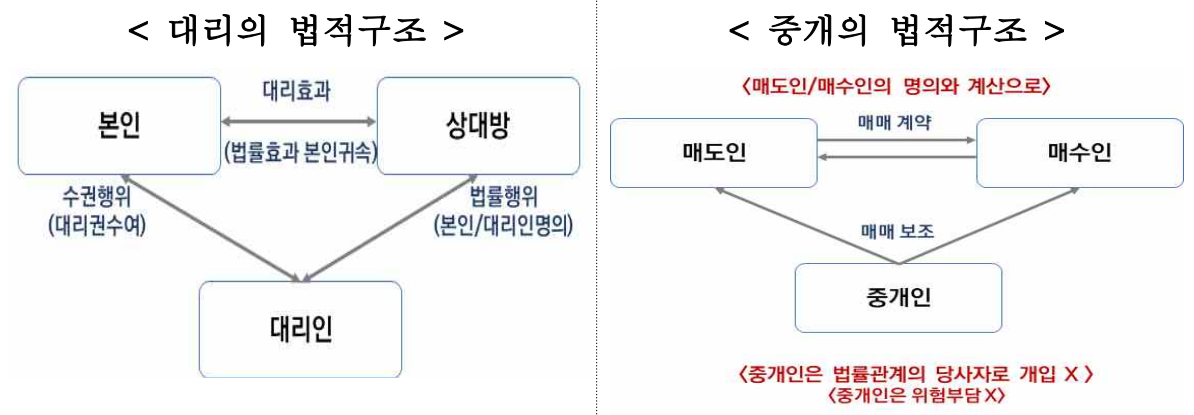 < 대리의 법적구조 >
본인
대리효과
(법률효과 본인귀속)
상대방
수권행위
(대리권수여)
법률행위
(본인/대리인명의)
대리인
< 중개의 법적구조 >
<매도인/매수인의 명의와 계산으로>
매도인
매매 계약
매수인
매매 보조
중개인
<중개인은 법률관계의 당사자로 개입 X >
<중개인은 위험부담 X>